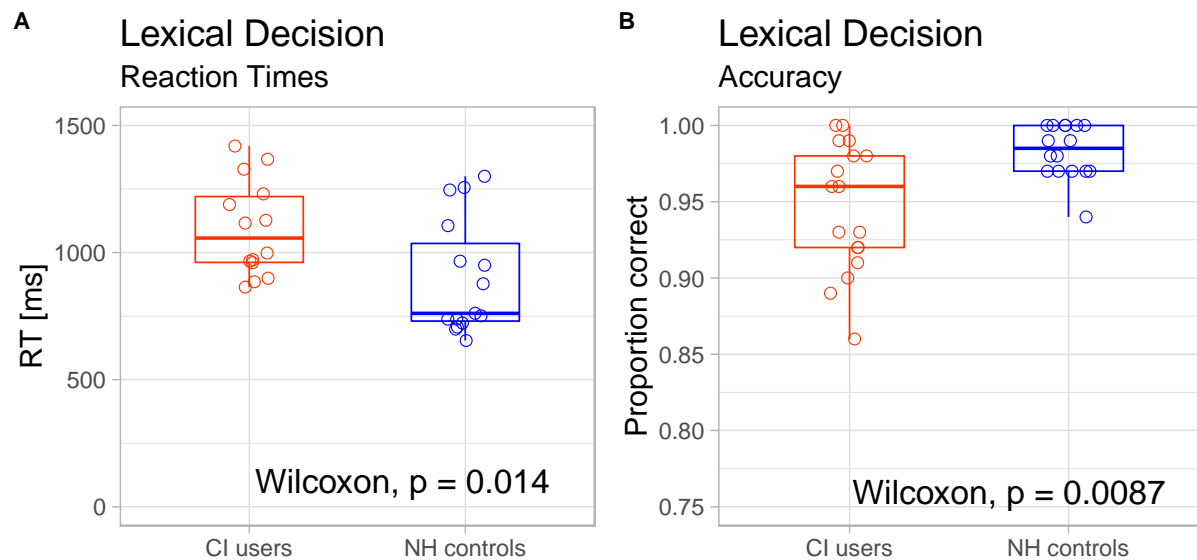 A
Lexical Decision
Reaction Times
RT [ms]
1500
1000
500
0
Wilcoxon, p = 0.014
CI users
NH controls
B
Lexical Decision
Accuracy
Proportion correct
1.00
0.95
0.90
0.85
0.80
0.75
Wilcoxon, p = 0.0087
CI users
NH controls